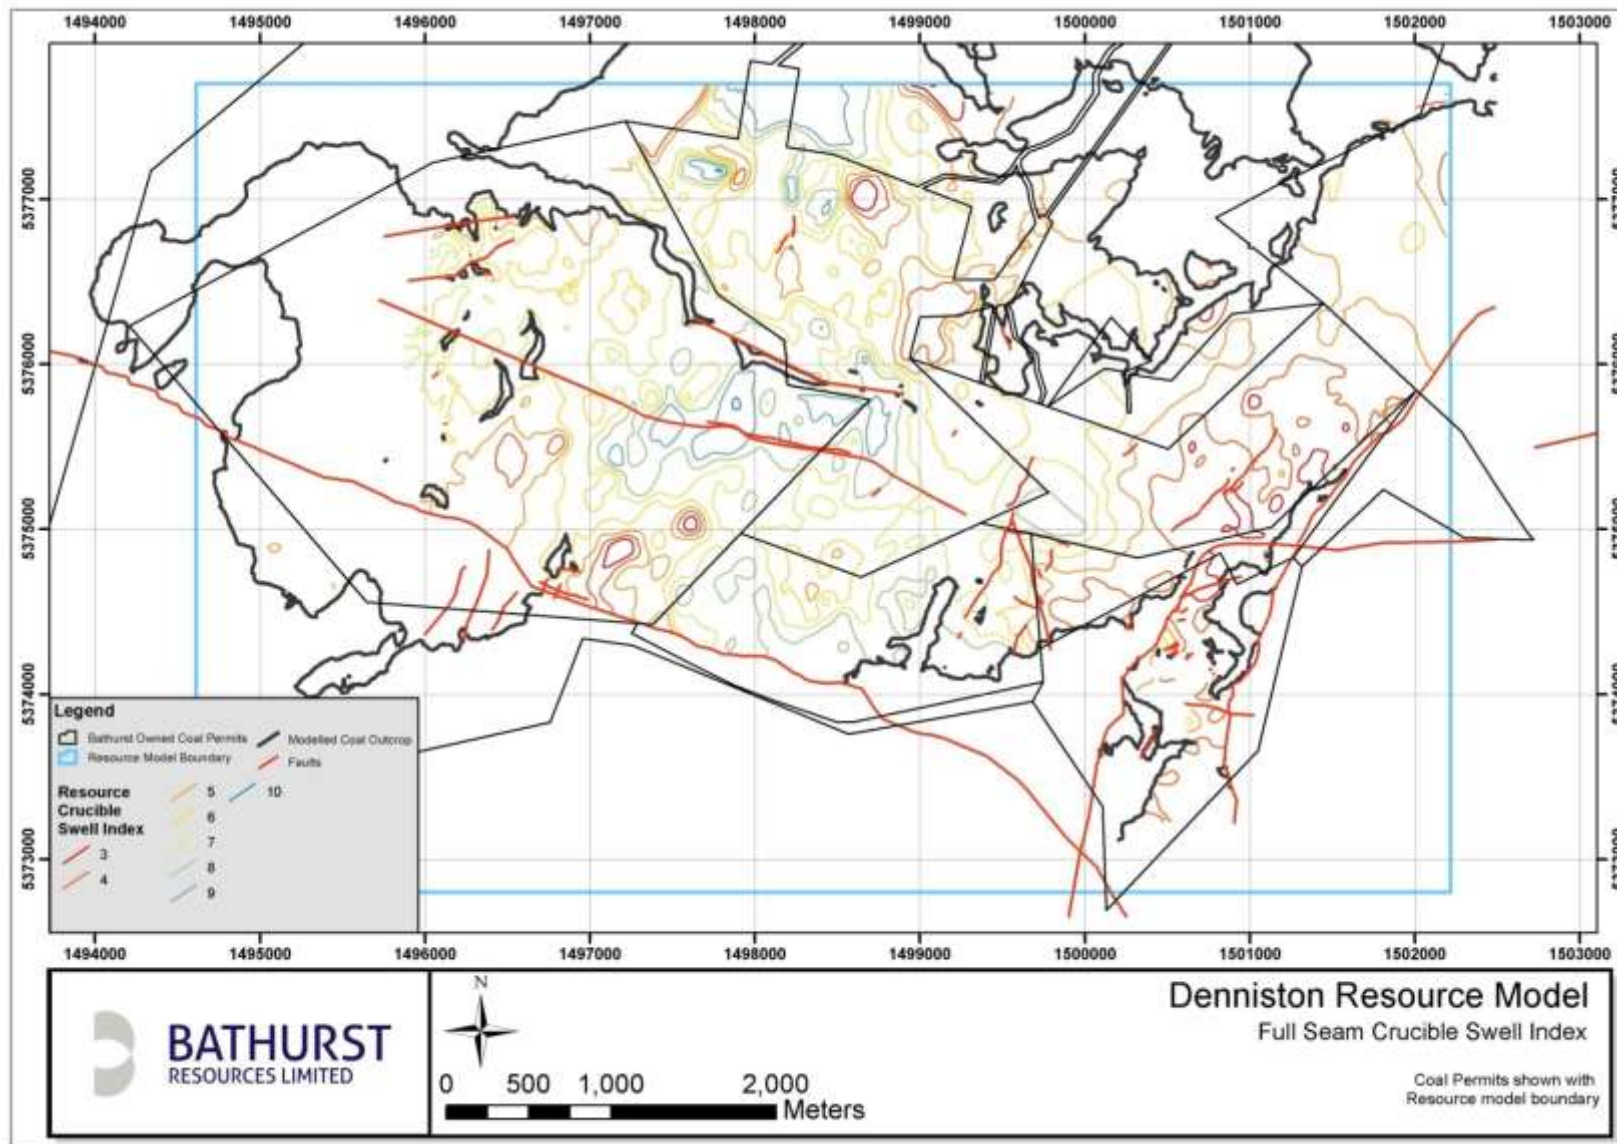 1494000 1495000 1496000 1497000 1498000 1499000 1500000 1501000 1502000 1503000
5377000
5376000
5375000
5374000
5373000
Legend
Bathurst Owned Coal Permits
Modelled Coal Outcrop
Resource Model Boundary
Faults
Resource
Crucible
Swell Index
3
4
5
6
7
8
9
10
1494000 1495000 1496000 1497000 1498000 1499000 1500000 1501000 1502000 1503000
BATHURST
RESOURCES LIMITED
N
0 500 1,000 2,000
Meters
Denniston Resource Model
Full Seam Crucible Swell Index
Coal Permits shown with
Resource model boundary